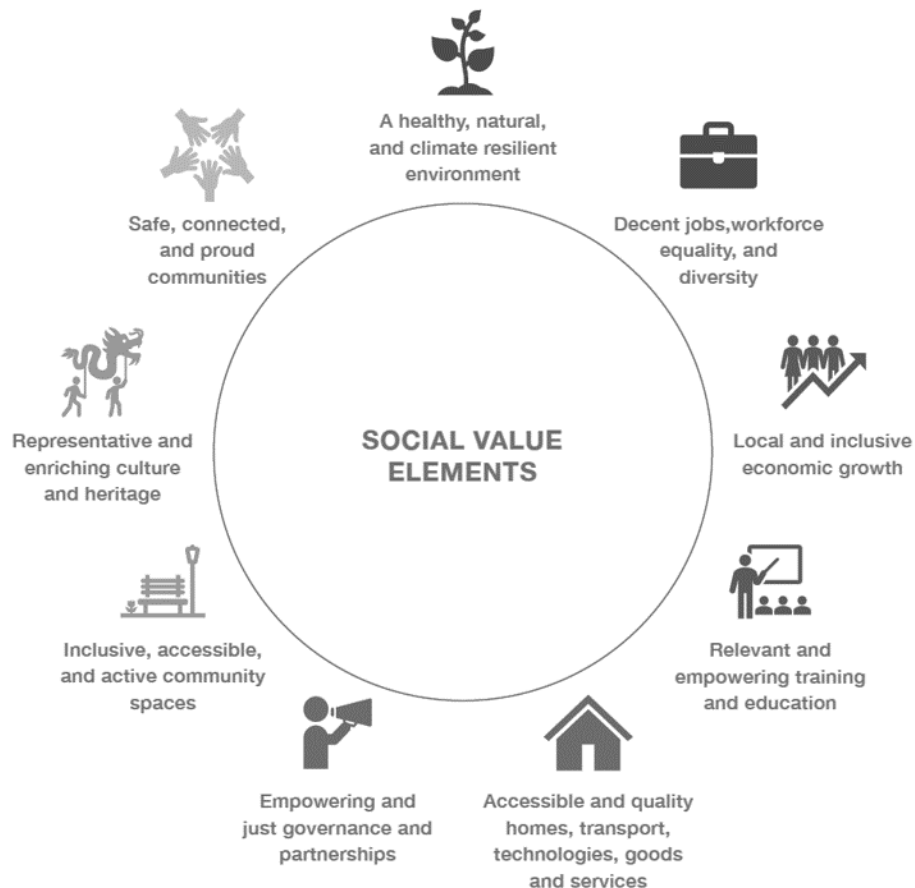 A healthy, natural,
and climate resilient
environment
Decent jobs,workforce
equality, and
diversity
Local and inclusive
economic growth
Relevant and
empowering training
and education
Accessible and quality
homes, transport,
technologies, goods
and services
Empowering and
just governance and
partnerships
Inclusive, accessible,
and active community
spaces
Representative and
enriching culture
and heritage
Safe, connected,
and proud
communities
SOCIAL VALUE
ELEMENTS